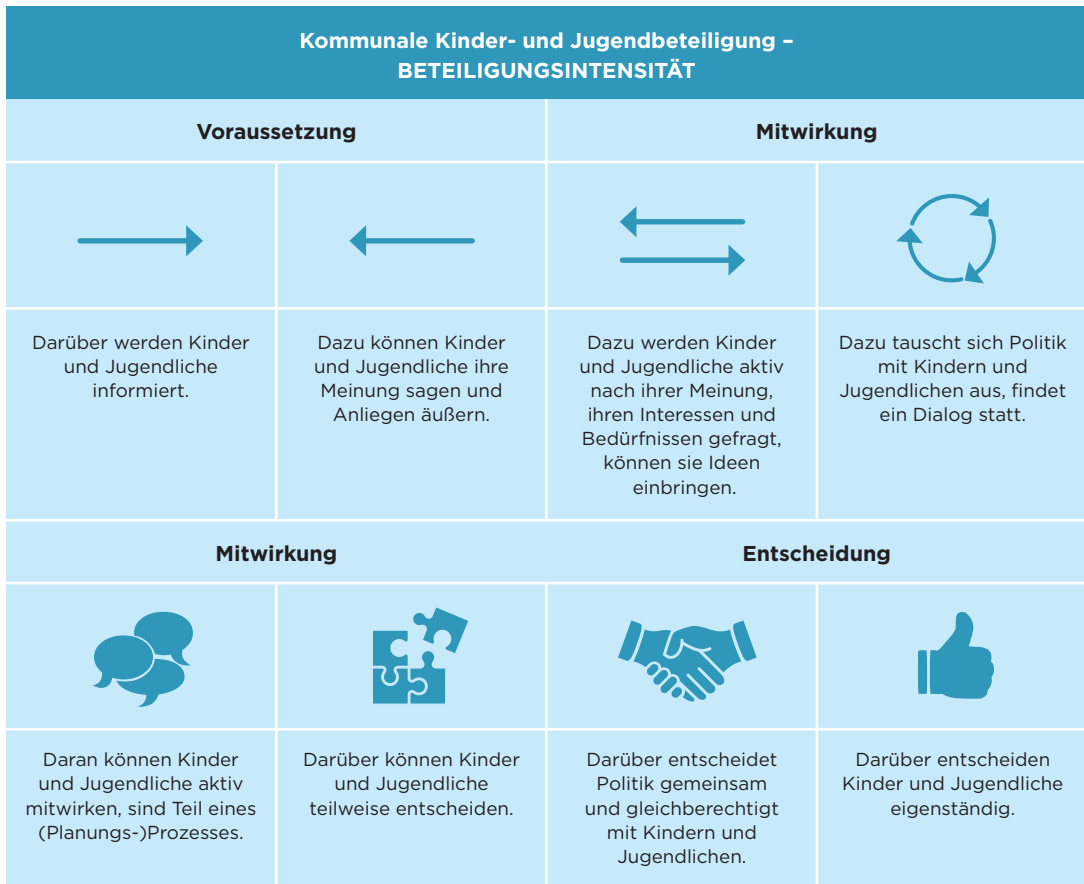 Kommunale Kinder- und Jugendbeteiligung –
BETEILIGUNGSINTENSITÄT
Voraussetzung
Mitwirkung
Darüber werden Kinder
und Jugendliche
informiert.
Dazu können Kinder
und Jugendliche ihre
Meinung sagen und
Anliegen äußern.
Dazu werden Kinder
und Jugendliche aktiv
nach ihrer Meinung,
ihren Interessen und
Bedürfnissen gefragt,
können sie Ideen
einbringen.
Dazu tauscht sich Politik
mit Kindern und
Jugendlichen aus, findet
ein Dialog statt.
Mitwirkung
Entscheidung
Daran können Kinder
und Jugendliche aktiv
mitwirken, sind Teil eines
(Planungs-)Prozesses.
Darüber können Kinder
und Jugendliche
teilweise entscheiden.
Darüber entscheidet
Politik gemeinsam
und gleichberechtigt
mit Kindern und
Jugendlichen.
Darüber entscheiden
Kinder und Jugendliche
eigenständig.